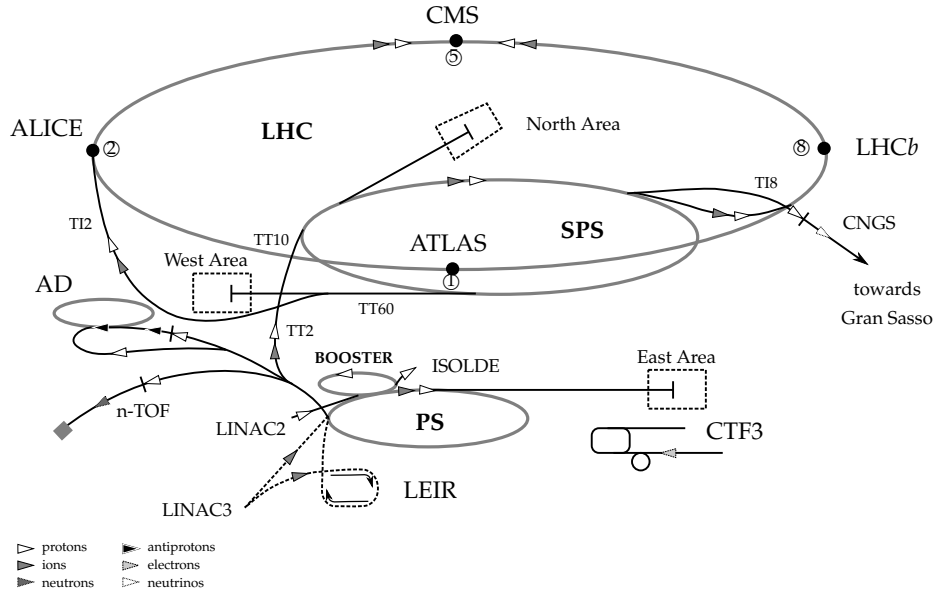 CMS
⑤
ALICE
②
LHC
North Area
⑧
LHCb
TI8
TI2
TT10
SPS
CNGS
ATLAS
①
West Area
AD
TT60
towards
Gran Sasso
TT2
BOOSTER
ISOLDE
East Area
n-TOF
LINAC2
PS
CTF3
LEIR
LINAC3
protons
antiprotons
ions
electrons
neutrons
neutrinos